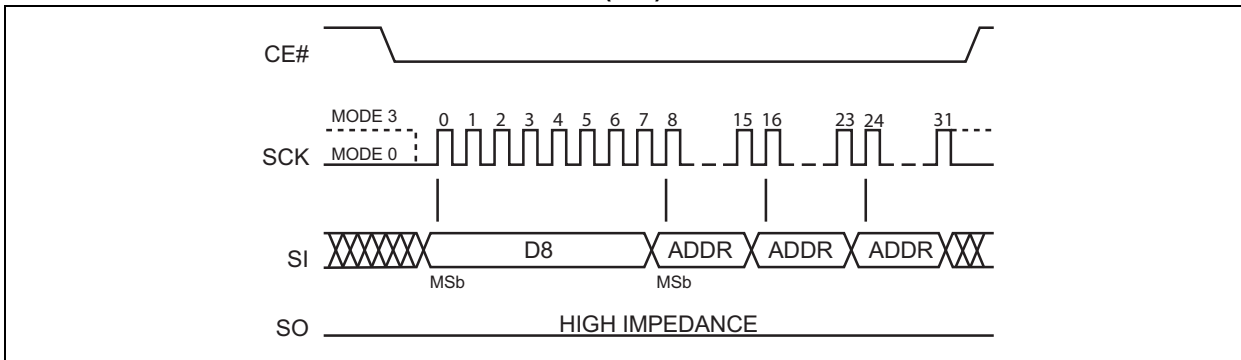 CE#
MODE 3
0 1 2 3 4 5 6 7 8 15 16 23 24 31
SCK MODE 0
SI D8 ADDR ADDR ADDR
MSb MSb
SO HIGH IMPEDANCE